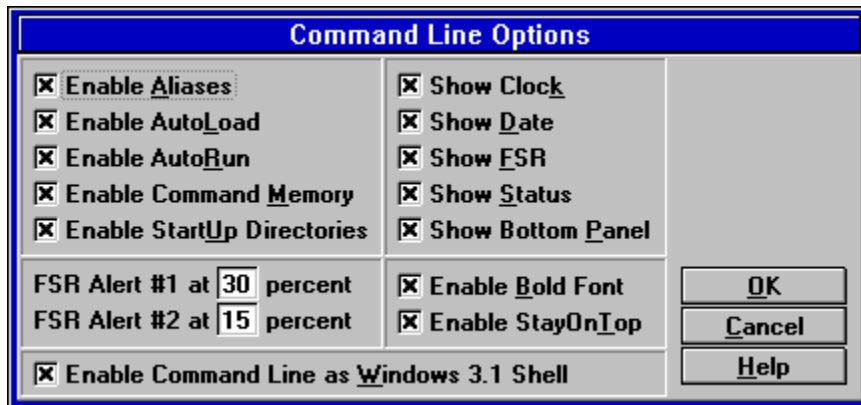 Command Line Options
Enable Aliases
Enable AutoLoad
Enable AutoRun
Enable Command Memory
Enable StartUp Directories
Show Clock
Show Date
Show FSR
Show Status
Show Bottom Panel
FSR Alert #1 at 30 percent
FSR Alert #2 at 15 percent
Enable Bold Font
Enable StayOnTop
Enable Command Line as Windows 3.1 Shell
OK
Cancel
Help